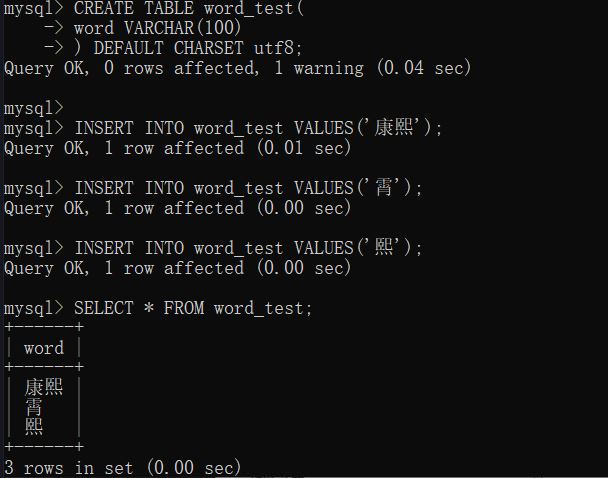 mysql> CREATE TABLE word_test(
    -> word VARCHAR(100)
    -> ) DEFAULT CHARSET utf8;
Query OK, 0 rows affected, 1 warning (0.04 sec)
mysql>
mysql> INSERT INTO word_test VALUES('康熙');
Query OK, 1 row affected (0.01 sec)
mysql> INSERT INTO word_test VALUES('霄');
Query OK, 1 row affected (0.00 sec)
mysql> INSERT INTO word_test VALUES('熙');
Query OK, 1 row affected (0.00 sec)
mysql> SELECT * FROM word_test;
+------+
| word |
+------+
| 康熙 |
| 霄   |
| 熙   |
+------+
3 rows in set (0.00 sec)